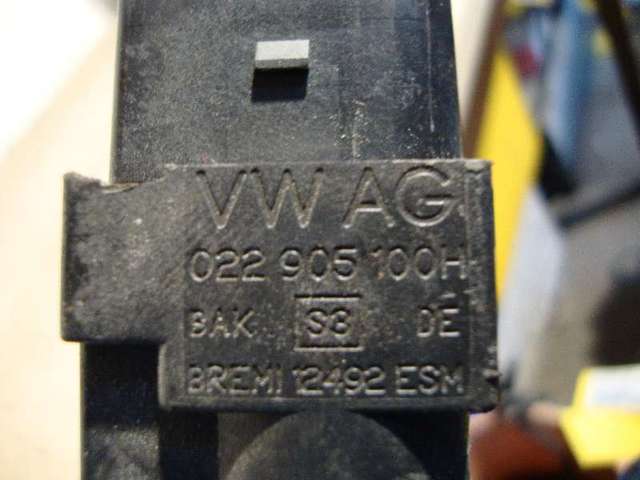 VW AG
022 905 100H
BAK S3 DE
BREMI 12492 ESM